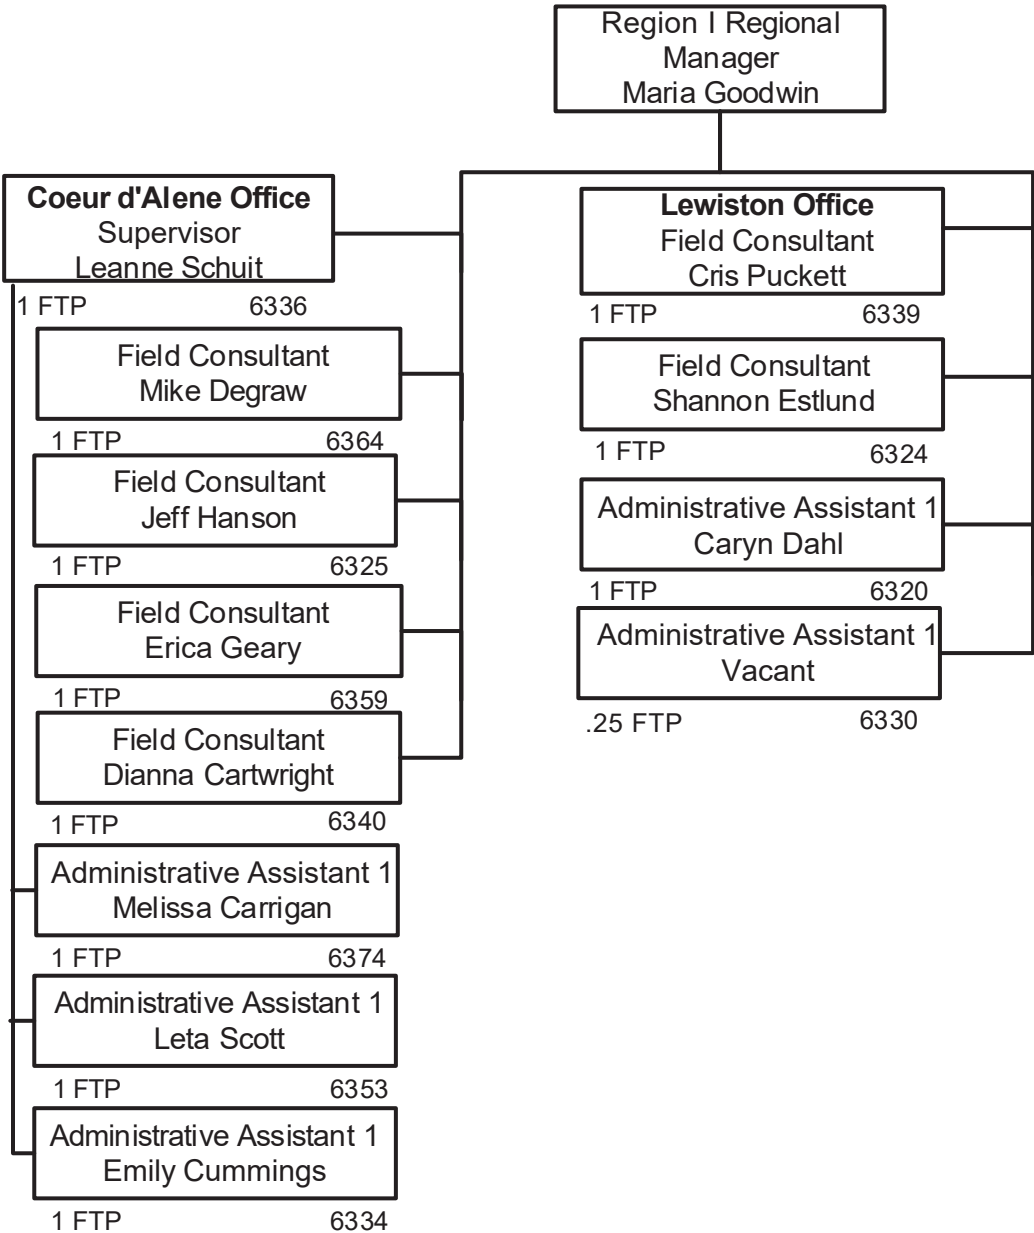 Region I Regional
Manager
Maria Goodwin
Coeur d'Alene Office
Supervisor
Leanne Schuit
1 FTP 6336
Field Consultant
Mike Degraw
1 FTP 6364
Field Consultant
Jeff Hanson
1 FTP 6325
Field Consultant
Erica Geary
1 FTP 6359
Field Consultant
Dianna Cartwright
1 FTP 6340
Administrative Assistant 1
Melissa Carrigan
1 FTP 6374
Administrative Assistant 1
Leta Scott
1 FTP 6353
Administrative Assistant 1
Emily Cummings
1 FTP 6334
Lewiston Office
Field Consultant
Cris Puckett
1 FTP 6339
Field Consultant
Shannon Estlund
1 FTP 6324
Administrative Assistant 1
Caryn Dahl
1 FTP 6320
Administrative Assistant 1
Vacant
.25 FTP 6330